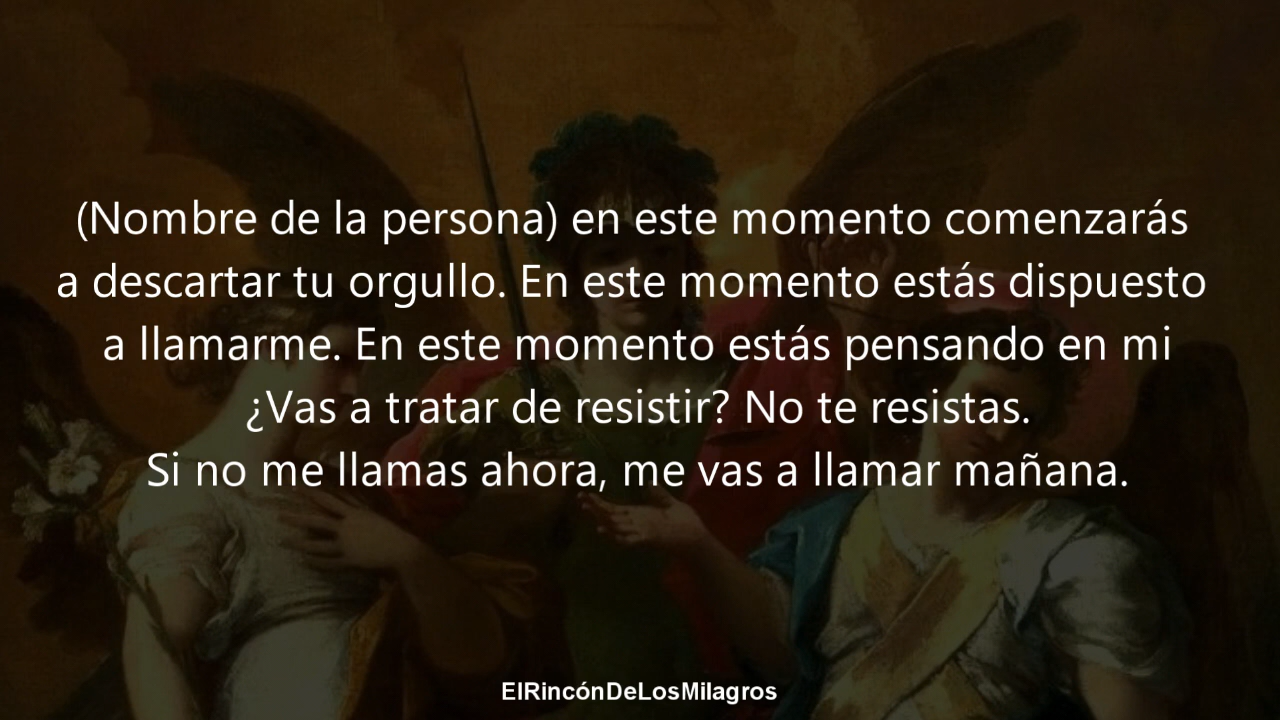 (Nombre de la persona) en este momento comenzarás
a descartar tu orgullo. En este momento estás dispuesto
a llamarme. En este momento estás pensando en mi
¿Vas a tratar de resistir? No te resistas.
Si no me llamas ahora, me vas a llamar mañana.
ElRincónDeLosMilagros